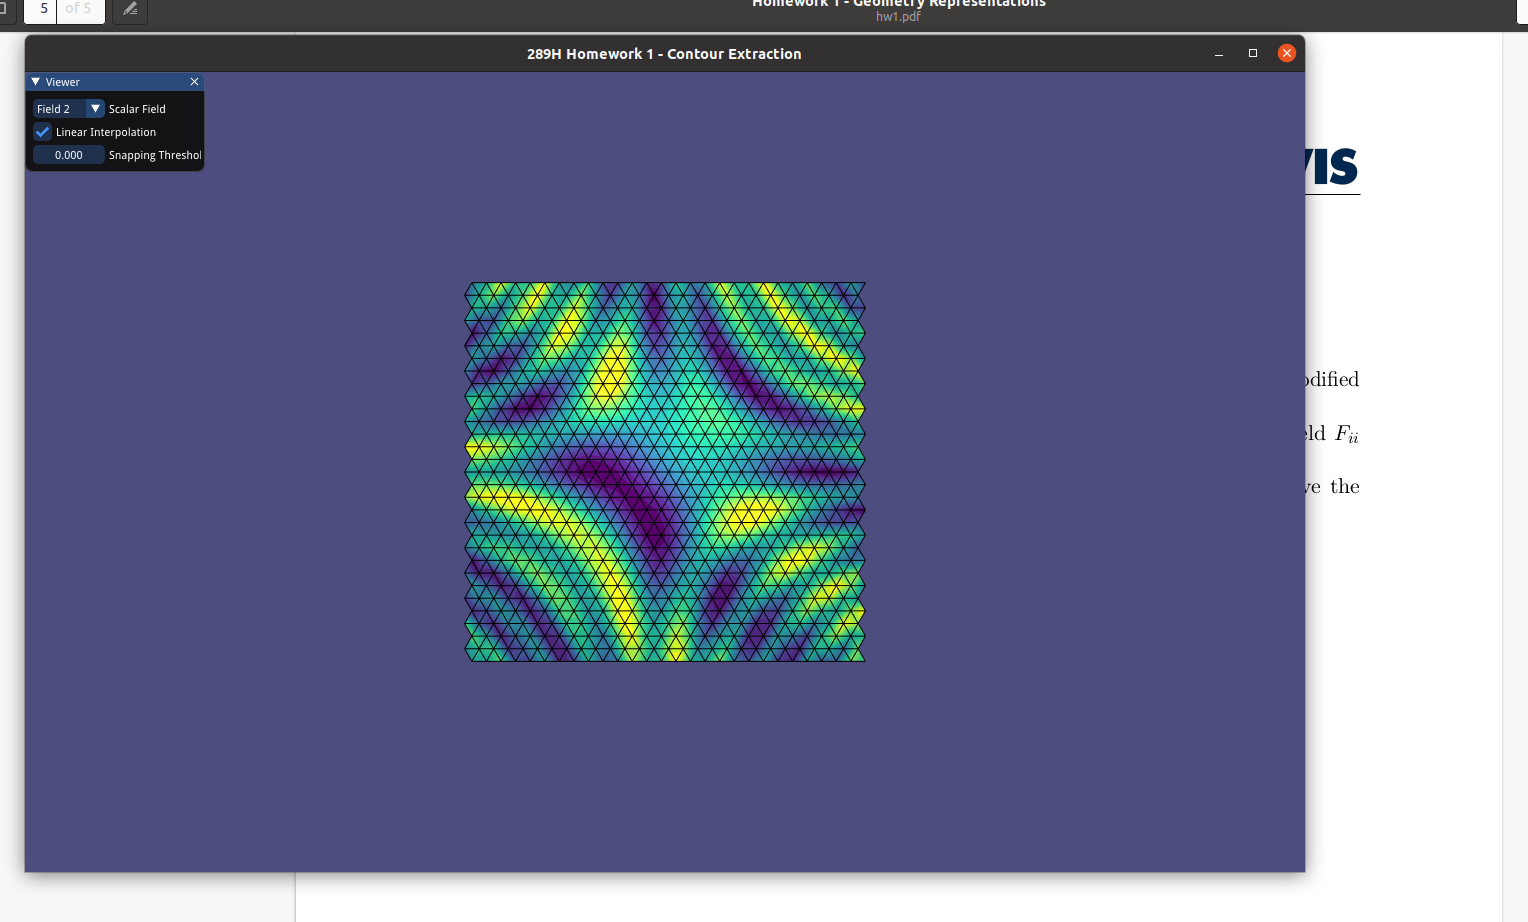 5 of 5
Homework 1 - Geometry Representations
hw1.pdf
289H Homework 1 - Contour Extraction
Viewer
Field 2 Scalar Field
Linear Interpolation
0.000 Snapping Threshol
VIS
odified
eld F_{ii}
ve the